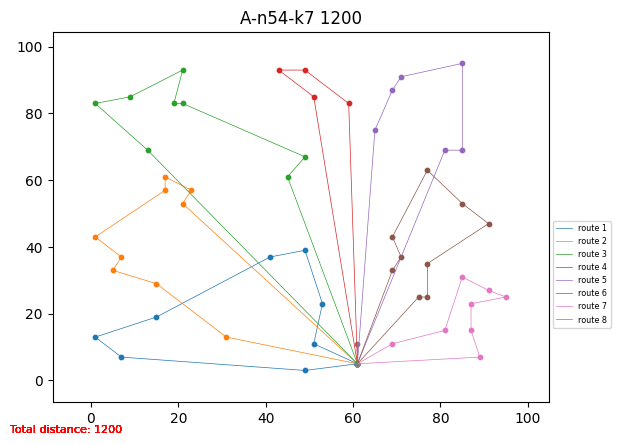 A-n54-k7 1200
100
80
60
40
20
0
0 20 40 60 80 100
route 1
route 2
route 3
route 4
route 5
route 6
route 7
route 8
Total distance: 1200